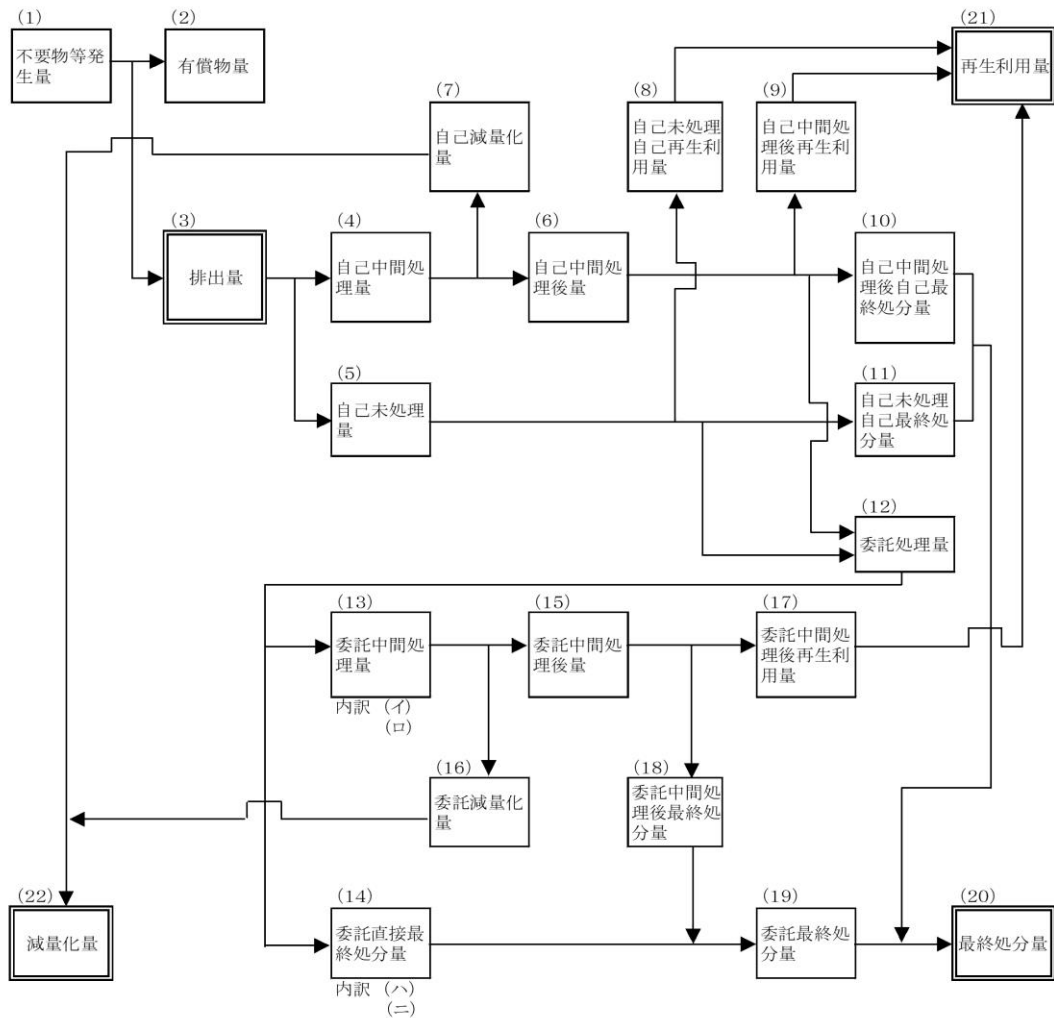 (1)
不要物等発
生量
(2)
有償物量
(21)
再生利用量
(7)
自己減量化
量
(8)
自己未処理
自己再生利
用量
(9)
自己中間処
理後再生利
用量
(3)
排出量
(4)
自己中間処
理量
(6)
自己中間処
理後量
(10)
自己中間処
理後自己最
終処分量
(5)
自己未処理
量
(11)
自己未処理
自己最終処
分量
(12)
委託処理量
(13)
委託中間処
理量
内訳 (イ)
(ロ)
(15)
委託中間処
理後量
(17)
委託中間処
理後再生利
用量
(16)
委託減量化
量
(18)
委託中間処
理後最終処
分量
(22)
減量化量
(14)
委託直接最
終処分量
内訳 (ハ)
(ニ)
(19)
委託最終処
分量
(20)
最終処分量